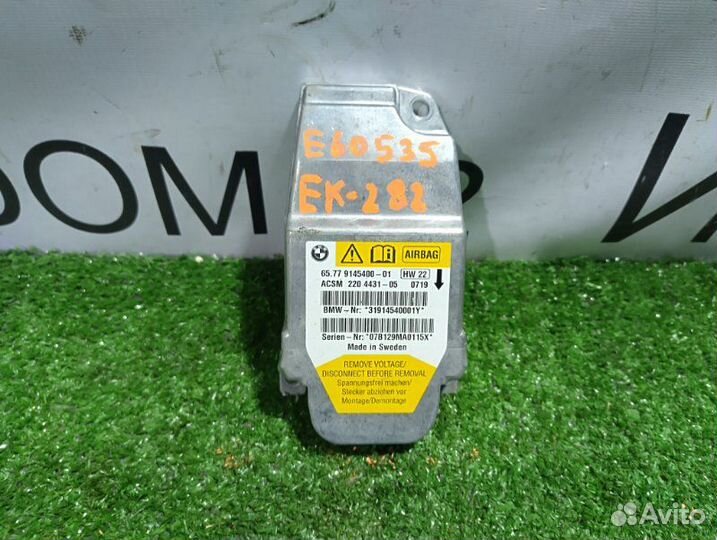 E60535
EK-282
AIRBAG
65.77 9145400-01 HW 22
ACSM 220 4431-05 0719
BMW-Nr: *31914540001Y*
Serien-Nr: *07B129MA0115X*
Made in Sweden
REMOVE VOLTAGE/
DISCONNECT BEFORE REMOVAL
Spannungsfrei machen/
Stecker abziehen vor
Montage/Demontage
Avito